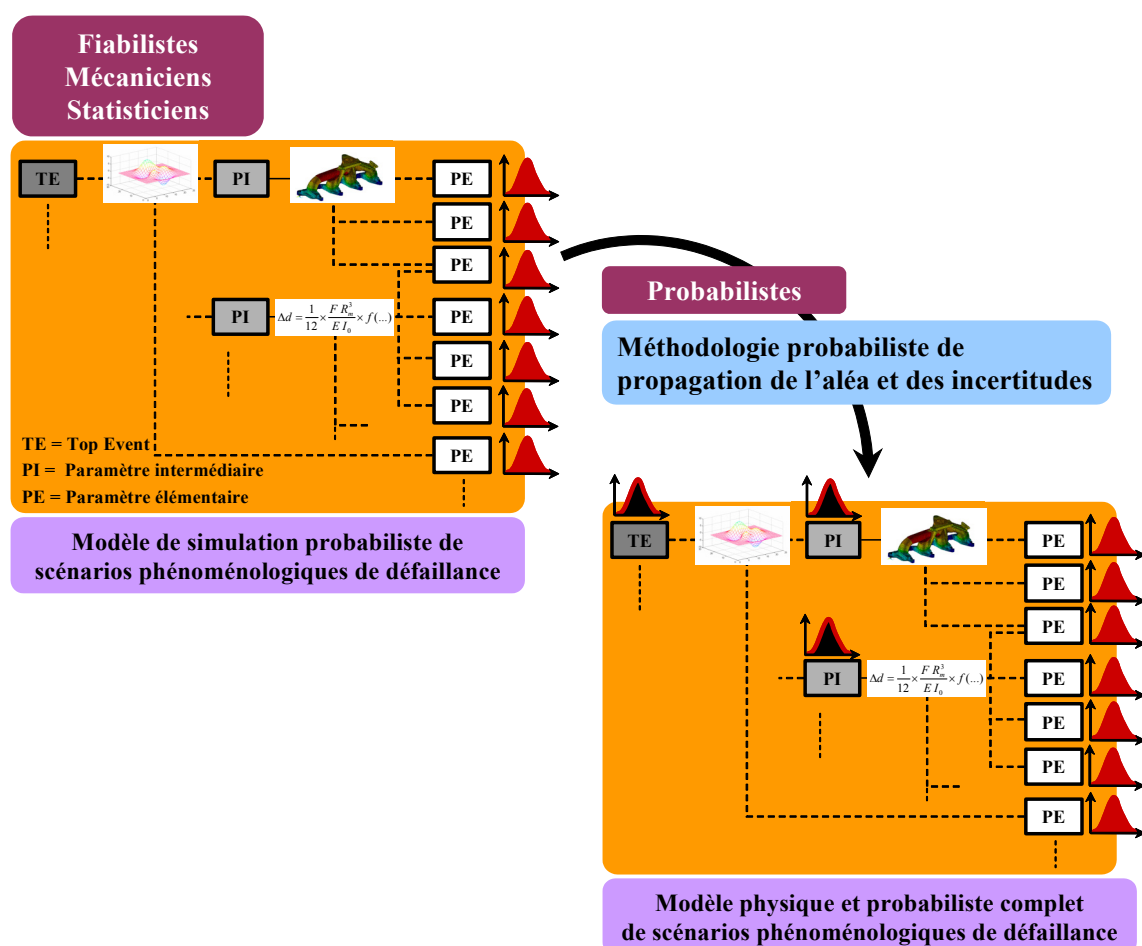 Fiabilistes
Mécaniciens
Statisticiens
TE
PI
PE
PE
PE
PI
Δd = 1/12 × F R_m^3 / E I_0 × f(...)
PE
PE
PE
PE
TE = Top Event
PI = Paramètre intermédiaire
PE = Paramètre élémentaire
Modèle de simulation probabiliste de
scénarios phénoménologiques de défaillance
Probabilistes
Méthodologie probabiliste de
propagation de l’aléa et des incertitudes
TE
PI
PE
PE
PE
PI
Δd = 1/12 × F R_m^3 / E I_0 × f(...)
PE
PE
PE
PE
Modèle physique et probabiliste complet
de scénarios phénoménologiques de défaillance